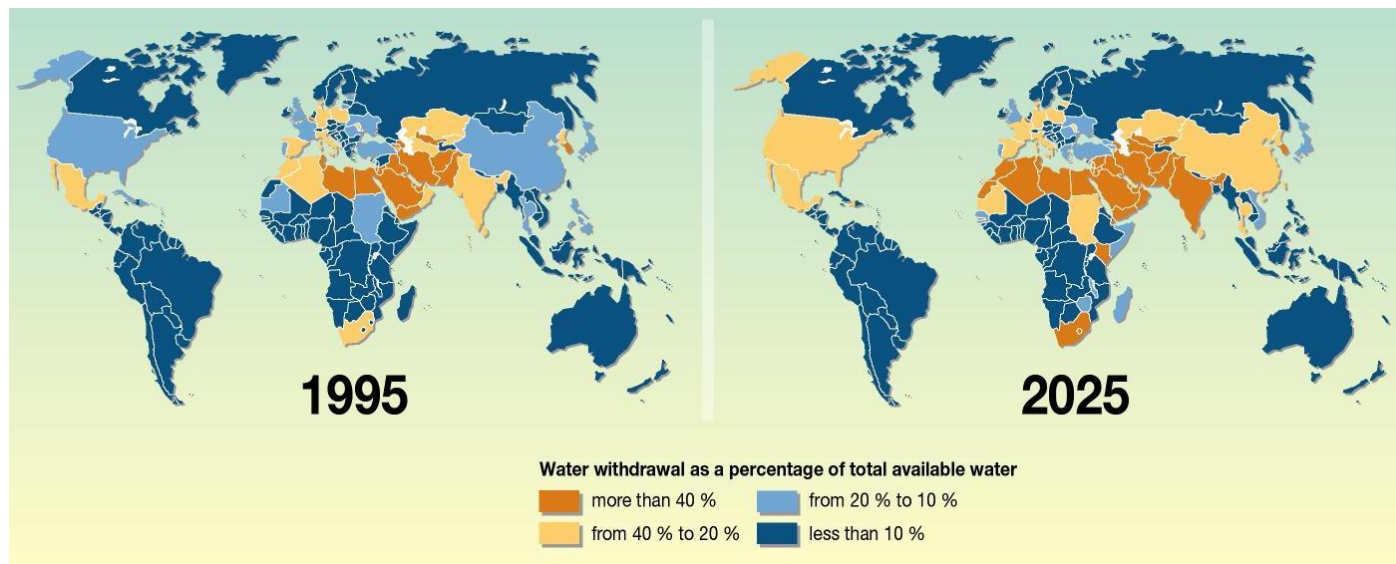 1995
2025
Water withdrawal as a percentage of total available water
more than 40 %
from 20 % to 10 %
from 40 % to 20 %
less than 10 %